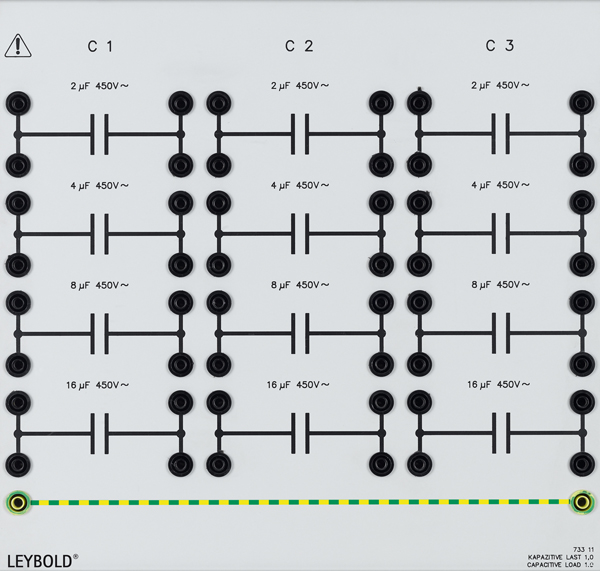 C 1 C 2 C 3
2 µF 450V~ 2 µF 450V~ 2 µF 450V~
4 µF 450V~ 4 µF 450V~ 4 µF 450V~
8 µF 450V~ 8 µF 450V~ 8 µF 450V~
16 µF 450V~ 16 µF 450V~ 16 µF 450V~
733 11
KAPAZITIVE LAST 1,0
CAPACITIVE LOAD 1.0
LEYBOLD®